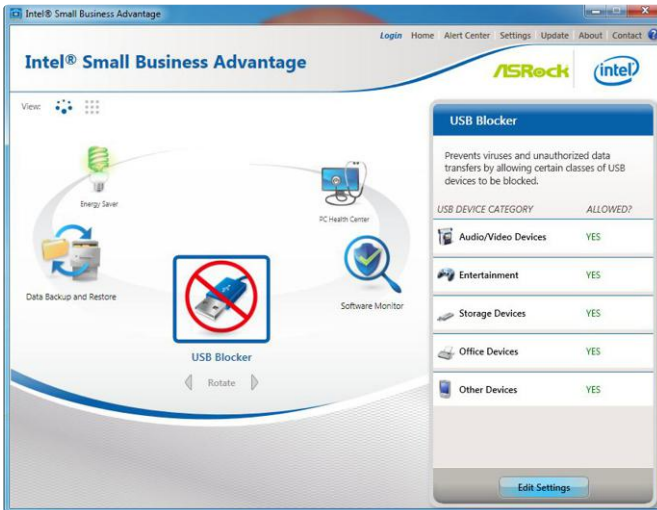 Intel® Small Business Advantage
Login Home Alert Center Settings Update About Contact ?
Intel® Small Business Advantage
ASRock
intel
View:
Energy Saver
PC Health Center
Data Backup and Restore
Software Monitor
USB Blocker
Rotate
USB Blocker
Prevents viruses and unauthorized data
transfers by allowing certain classes of USB
devices to be blocked.
USB DEVICE CATEGORY ALLOWED?
Audio/Video Devices YES
Entertainment YES
Storage Devices YES
Office Devices YES
Other Devices YES
Edit Settings